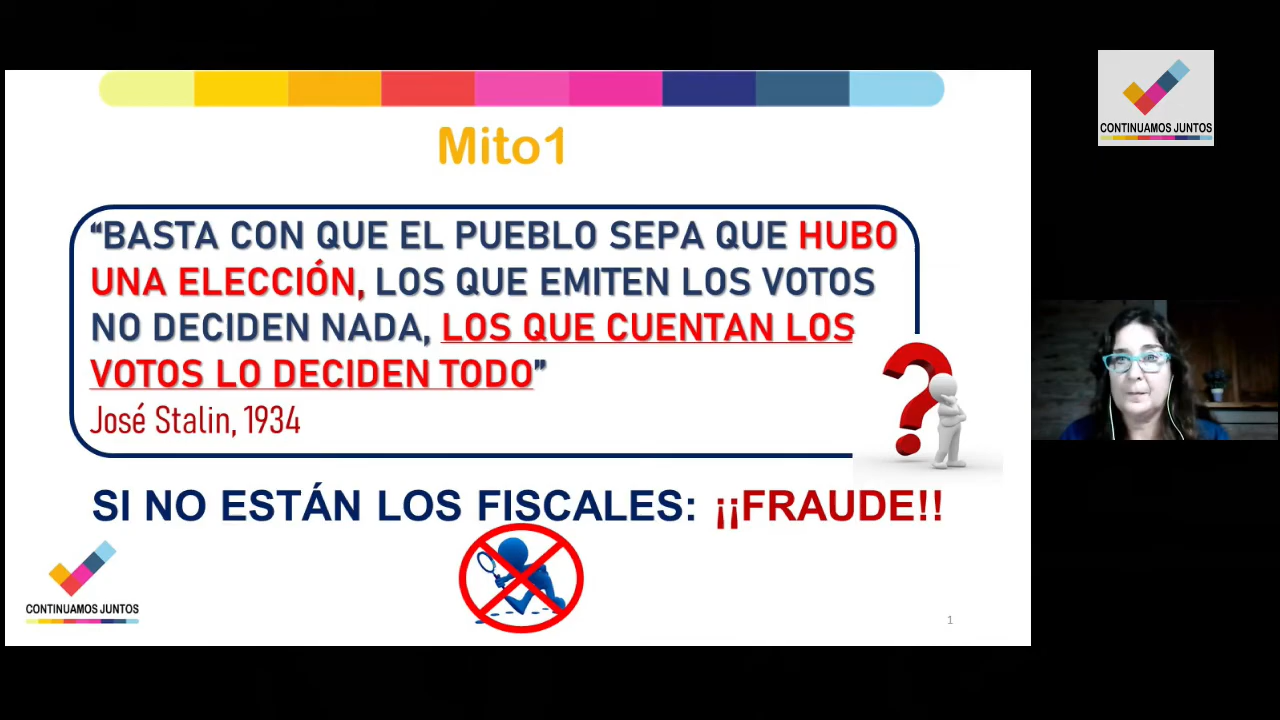 CONTINUAMOS JUNTOS
Mito1
“BASTA CON QUE EL PUEBLO SEPA QUE HUBO
UNA ELECCIÓN, LOS QUE EMITEN LOS VOTOS
NO DECIDEN NADA, LOS QUE CUENTAN LOS
VOTOS LO DECIDEN TODO”
José Stalin, 1934
SI NO ESTÁN LOS FISCALES: ¡¡FRAUDE!!
CONTINUAMOS JUNTOS
1